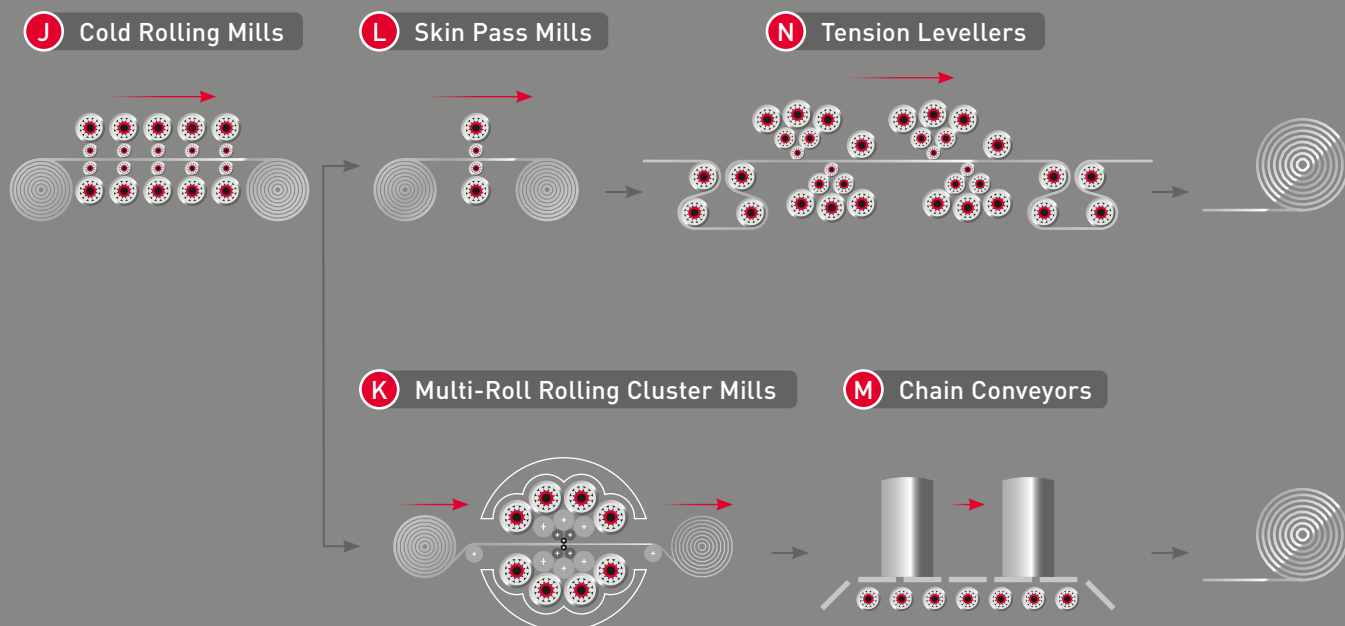 J Cold Rolling Mills
L Skin Pass Mills
N Tension Levellers
K Multi-Roll Rolling Cluster Mills
M Chain Conveyors